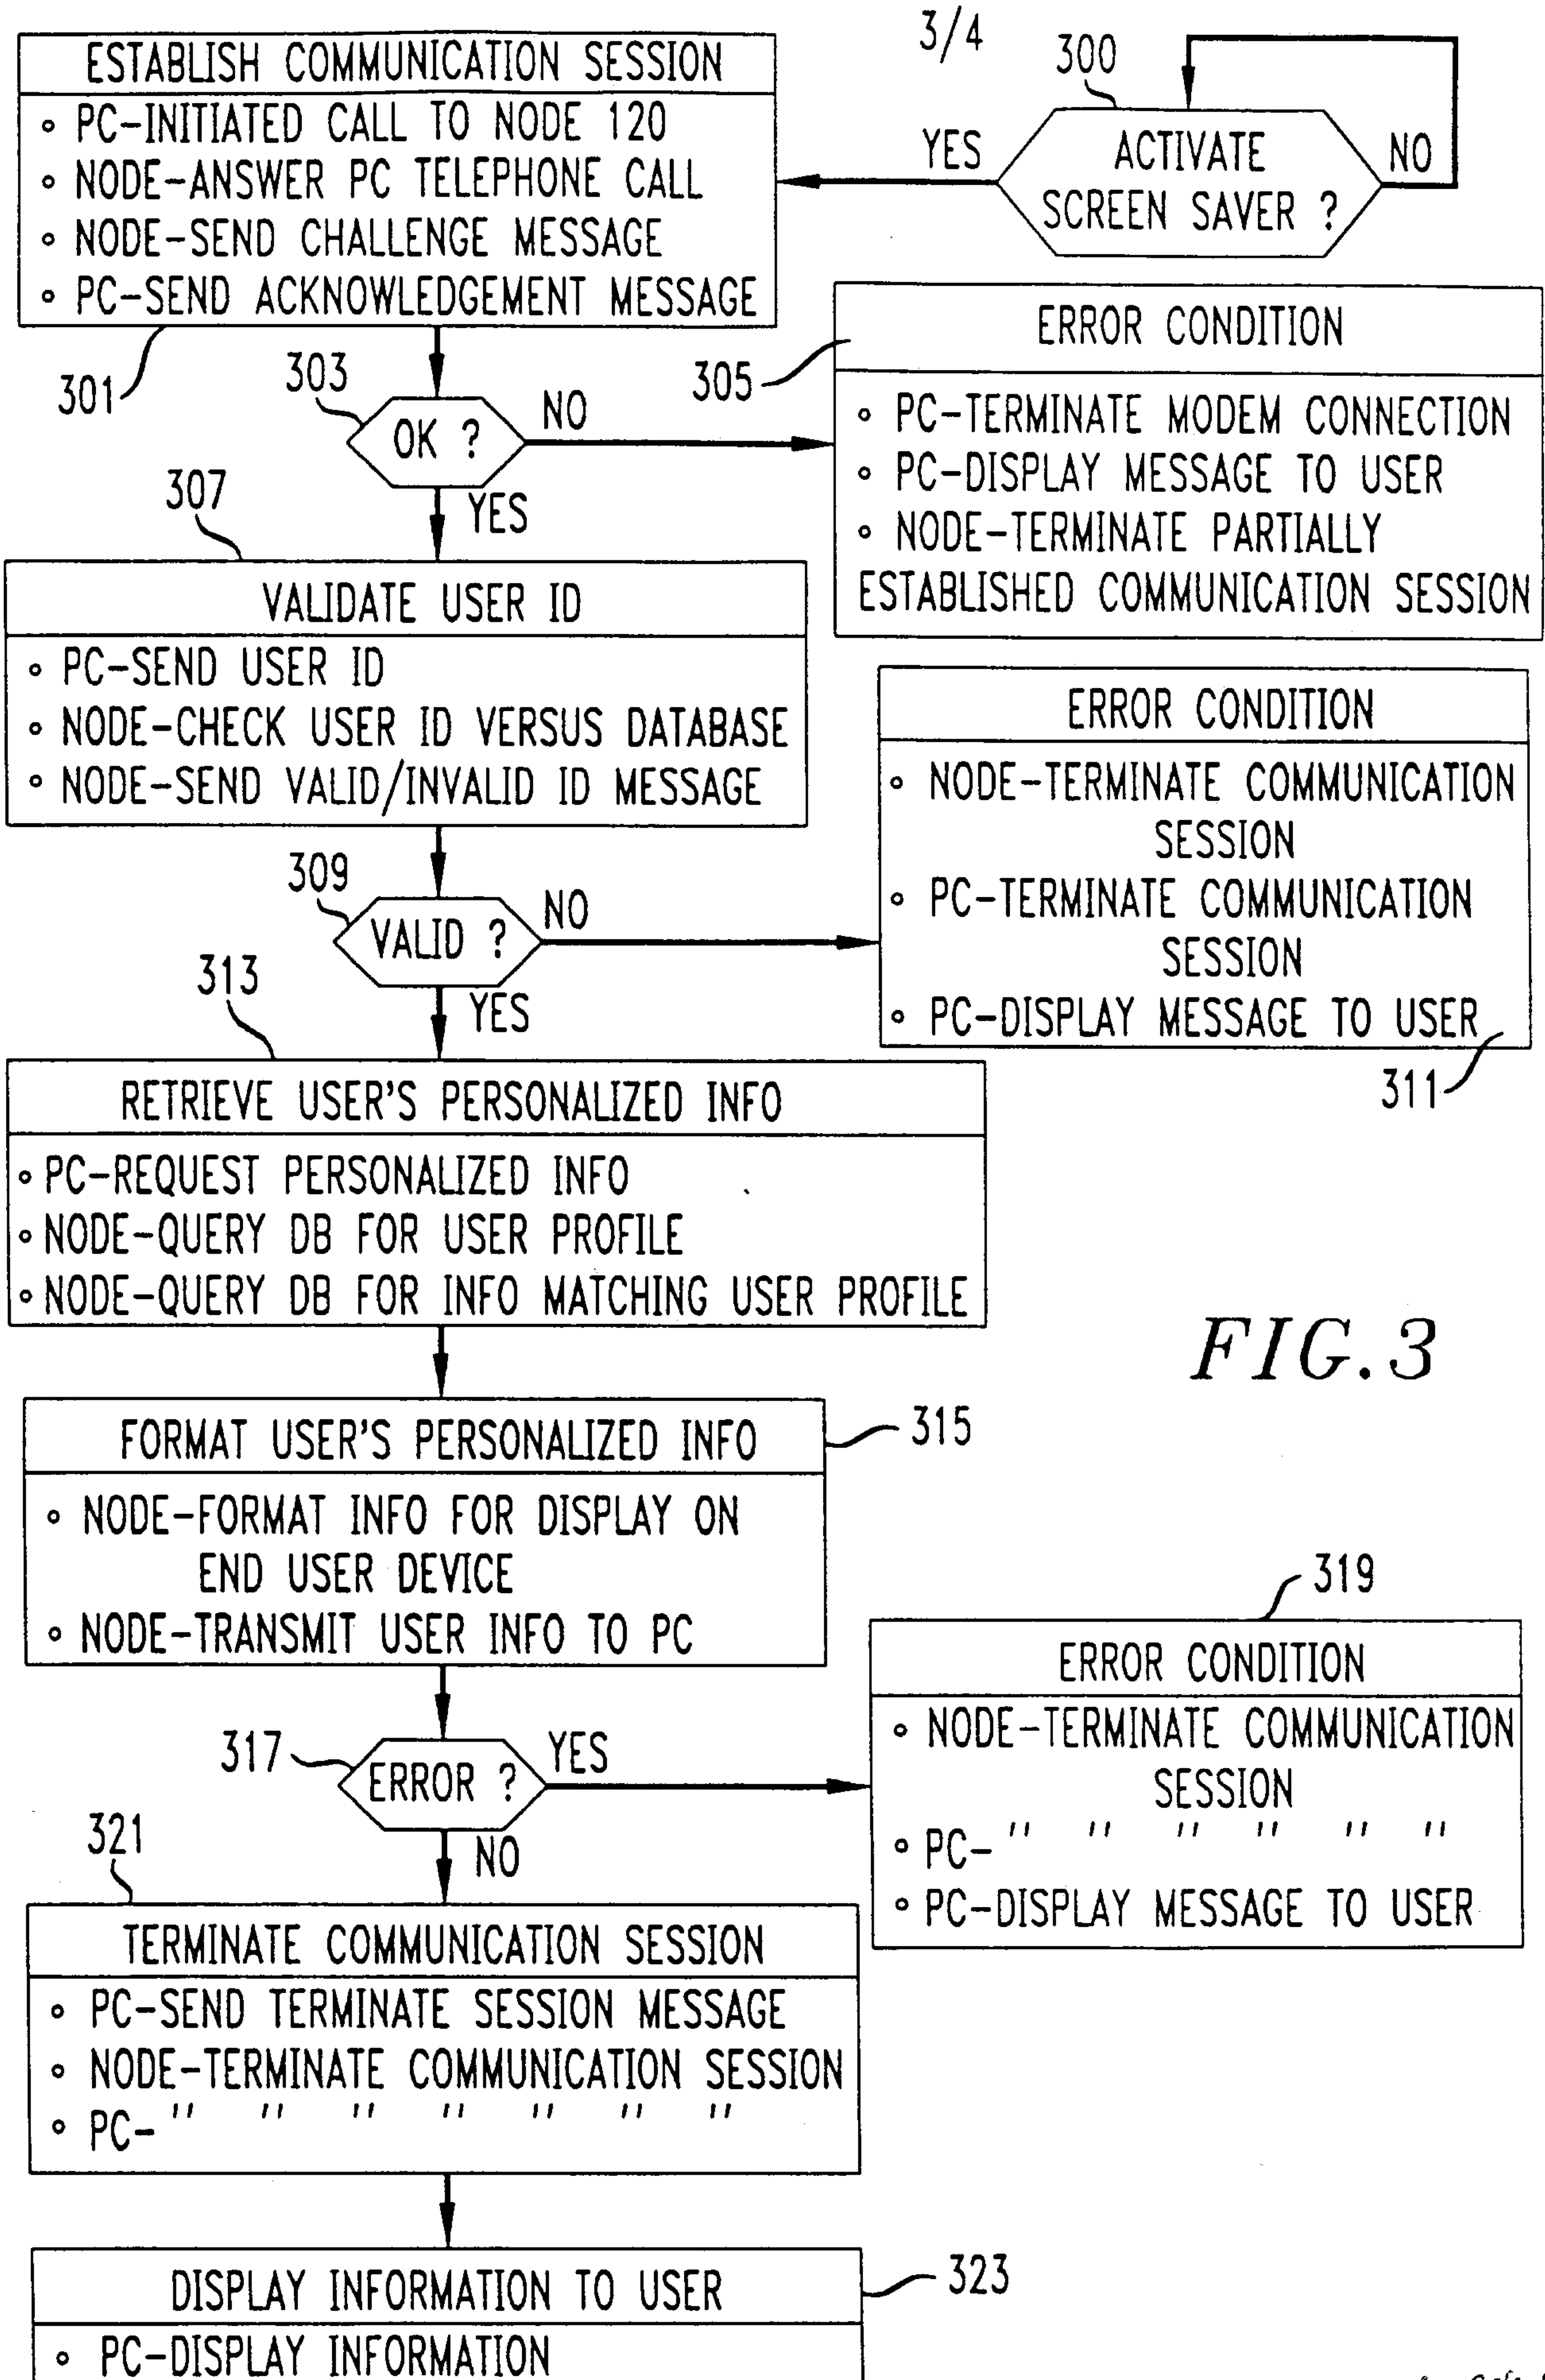 3/4
300
ACTIVATE
SCREEN SAVER ?
YES
NO
ESTABLISH COMMUNICATION SESSION
∘ PC-INITIATED CALL TO NODE 120
∘ NODE-ANSWER PC TELEPHONE CALL
∘ NODE-SEND CHALLENGE MESSAGE
∘ PC-SEND ACKNOWLEDGEMENT MESSAGE
301
303
OK ?
NO
YES
305
ERROR CONDITION
∘ PC-TERMINATE MODEM CONNECTION
∘ PC-DISPLAY MESSAGE TO USER
∘ NODE-TERMINATE PARTIALLY
ESTABLISHED COMMUNICATION SESSION
307
VALIDATE USER ID
∘ PC-SEND USER ID
∘ NODE-CHECK USER ID VERSUS DATABASE
∘ NODE-SEND VALID/INVALID ID MESSAGE
309
VALID ?
NO
YES
ERROR CONDITION
∘ NODE-TERMINATE COMMUNICATION
SESSION
∘ PC-TERMINATE COMMUNICATION
SESSION
∘ PC-DISPLAY MESSAGE TO USER
311
313
RETRIEVE USER'S PERSONALIZED INFO
∘ PC-REQUEST PERSONALIZED INFO
∘ NODE-QUERY DB FOR USER PROFILE
∘ NODE-QUERY DB FOR INFO MATCHING USER PROFILE
FIG. 3
315
FORMAT USER'S PERSONALIZED INFO
∘ NODE-FORMAT INFO FOR DISPLAY ON
END USER DEVICE
∘ NODE-TRANSMIT USER INFO TO PC
317
ERROR ?
YES
NO
319
ERROR CONDITION
∘ NODE-TERMINATE COMMUNICATION
SESSION
∘ PC- " " " " " "
∘ PC-DISPLAY MESSAGE TO USER
321
TERMINATE COMMUNICATION SESSION
∘ PC-SEND TERMINATE SESSION MESSAGE
∘ NODE-TERMINATE COMMUNICATION SESSION
∘ PC- " " " " " " "
323
DISPLAY INFORMATION TO USER
∘ PC-DISPLAY INFORMATION